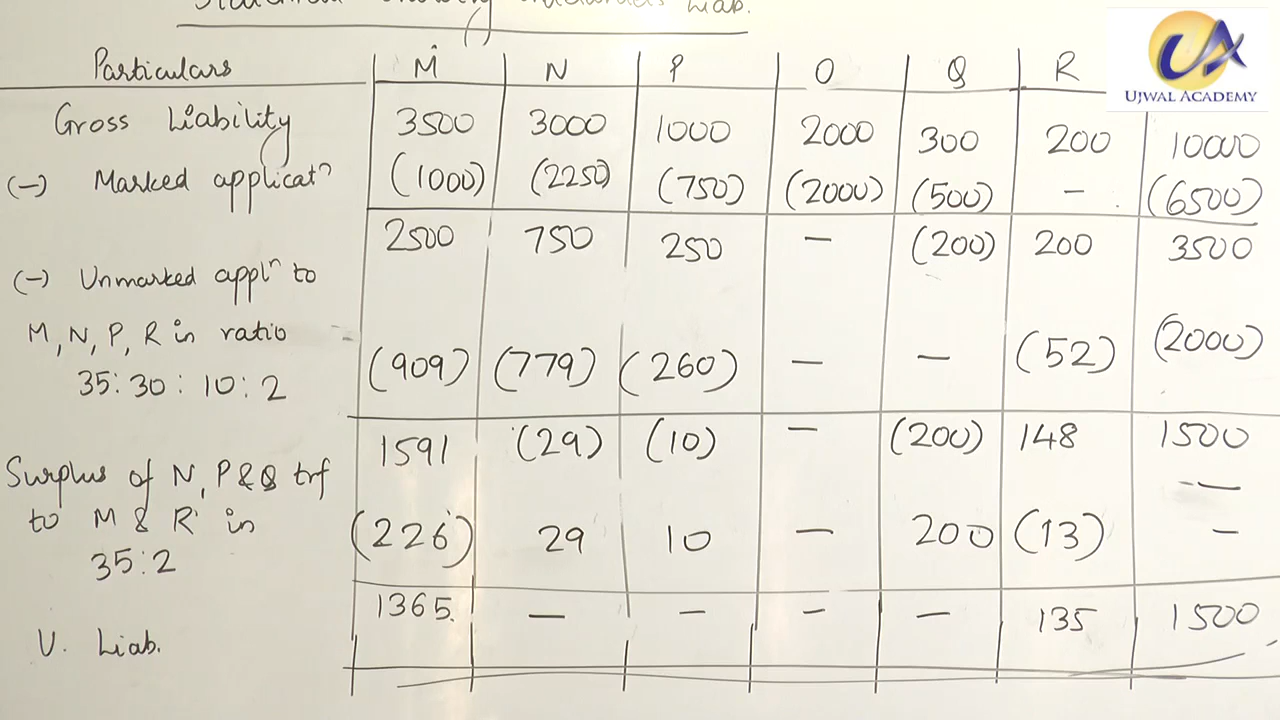 Liab.
Particulars M N P O Q R
UJWAL ACADEMY
Gross Liability 3500 3000 1000 2000 300 200 10000
(-) Marked applicatn (1000) (2250) (750) (2000) (500) - (6500)
2500 750 250 - (200) 200 3500
(-) Unmarked appln to
M, N, P, R in ratio
35:30:10:2 (909) (779) (260) - - (52) (2000)
1591 (29) (10) - (200) 148 1500
Surplus of N, P & Q trf
to M & R in
35:2 (226) 29 10 - 200 (13) -
1365. - - - - 135 1500
U. Liab.